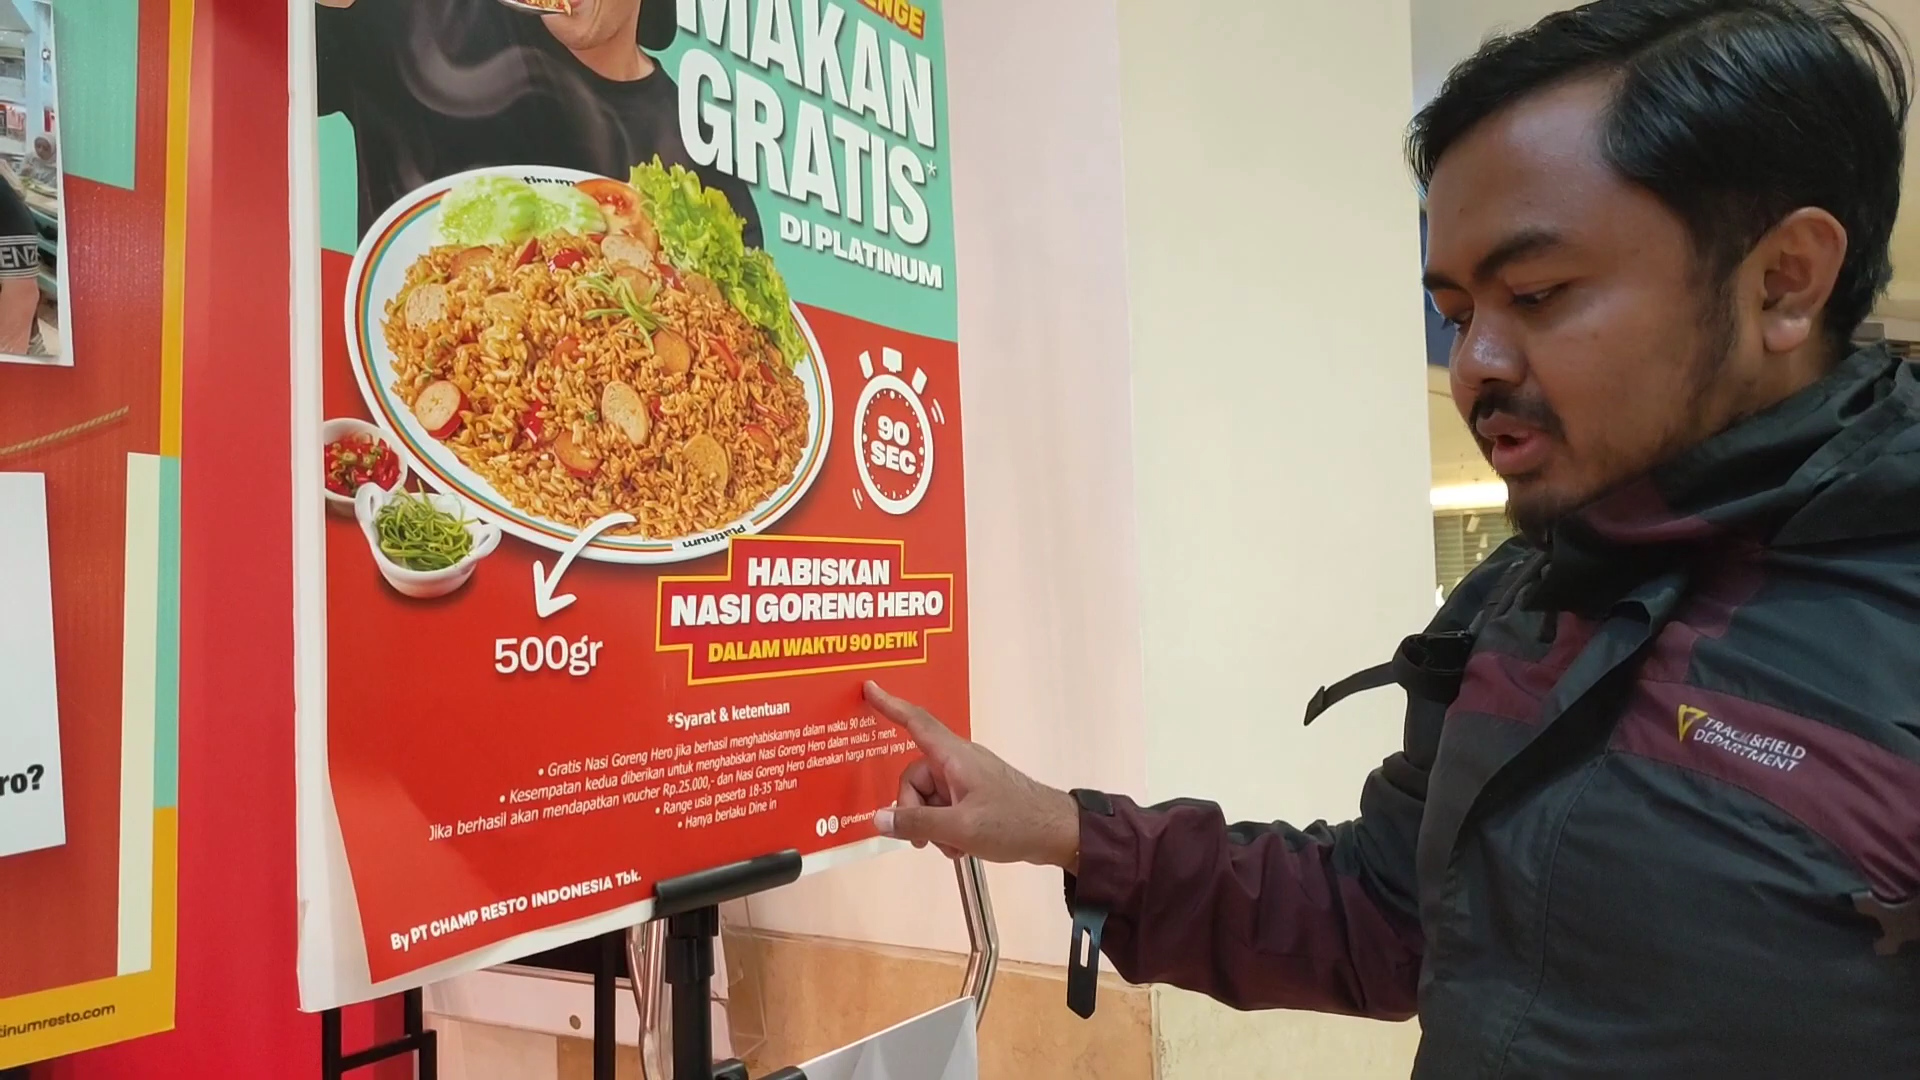 MAKAN
GRATIS*
DI PLATINUM
90
SEC
Platinum
HABISKAN
NASI GORENG HERO
DALAM WAKTU 90 DETIK
500gr
*Syarat & ketentuan
• Gratis Nasi Goreng Hero jika berhasil menghabiskannya dalam waktu 90 detik.
• Kesempatan kedua diberikan untuk menghabiskan Nasi Goreng Hero dalam waktu 5 menit.
Jika berhasil akan mendapatkan voucher Rp.25.000,- dan Nasi Goreng Hero dikenakan harga normal yang
• Range usia peserta 18-35 Tahun
• Hanya berlaku Dine in
By PT CHAMP RESTO INDONESIA Tbk.
TRACK&FIELD
DEPARTMENT